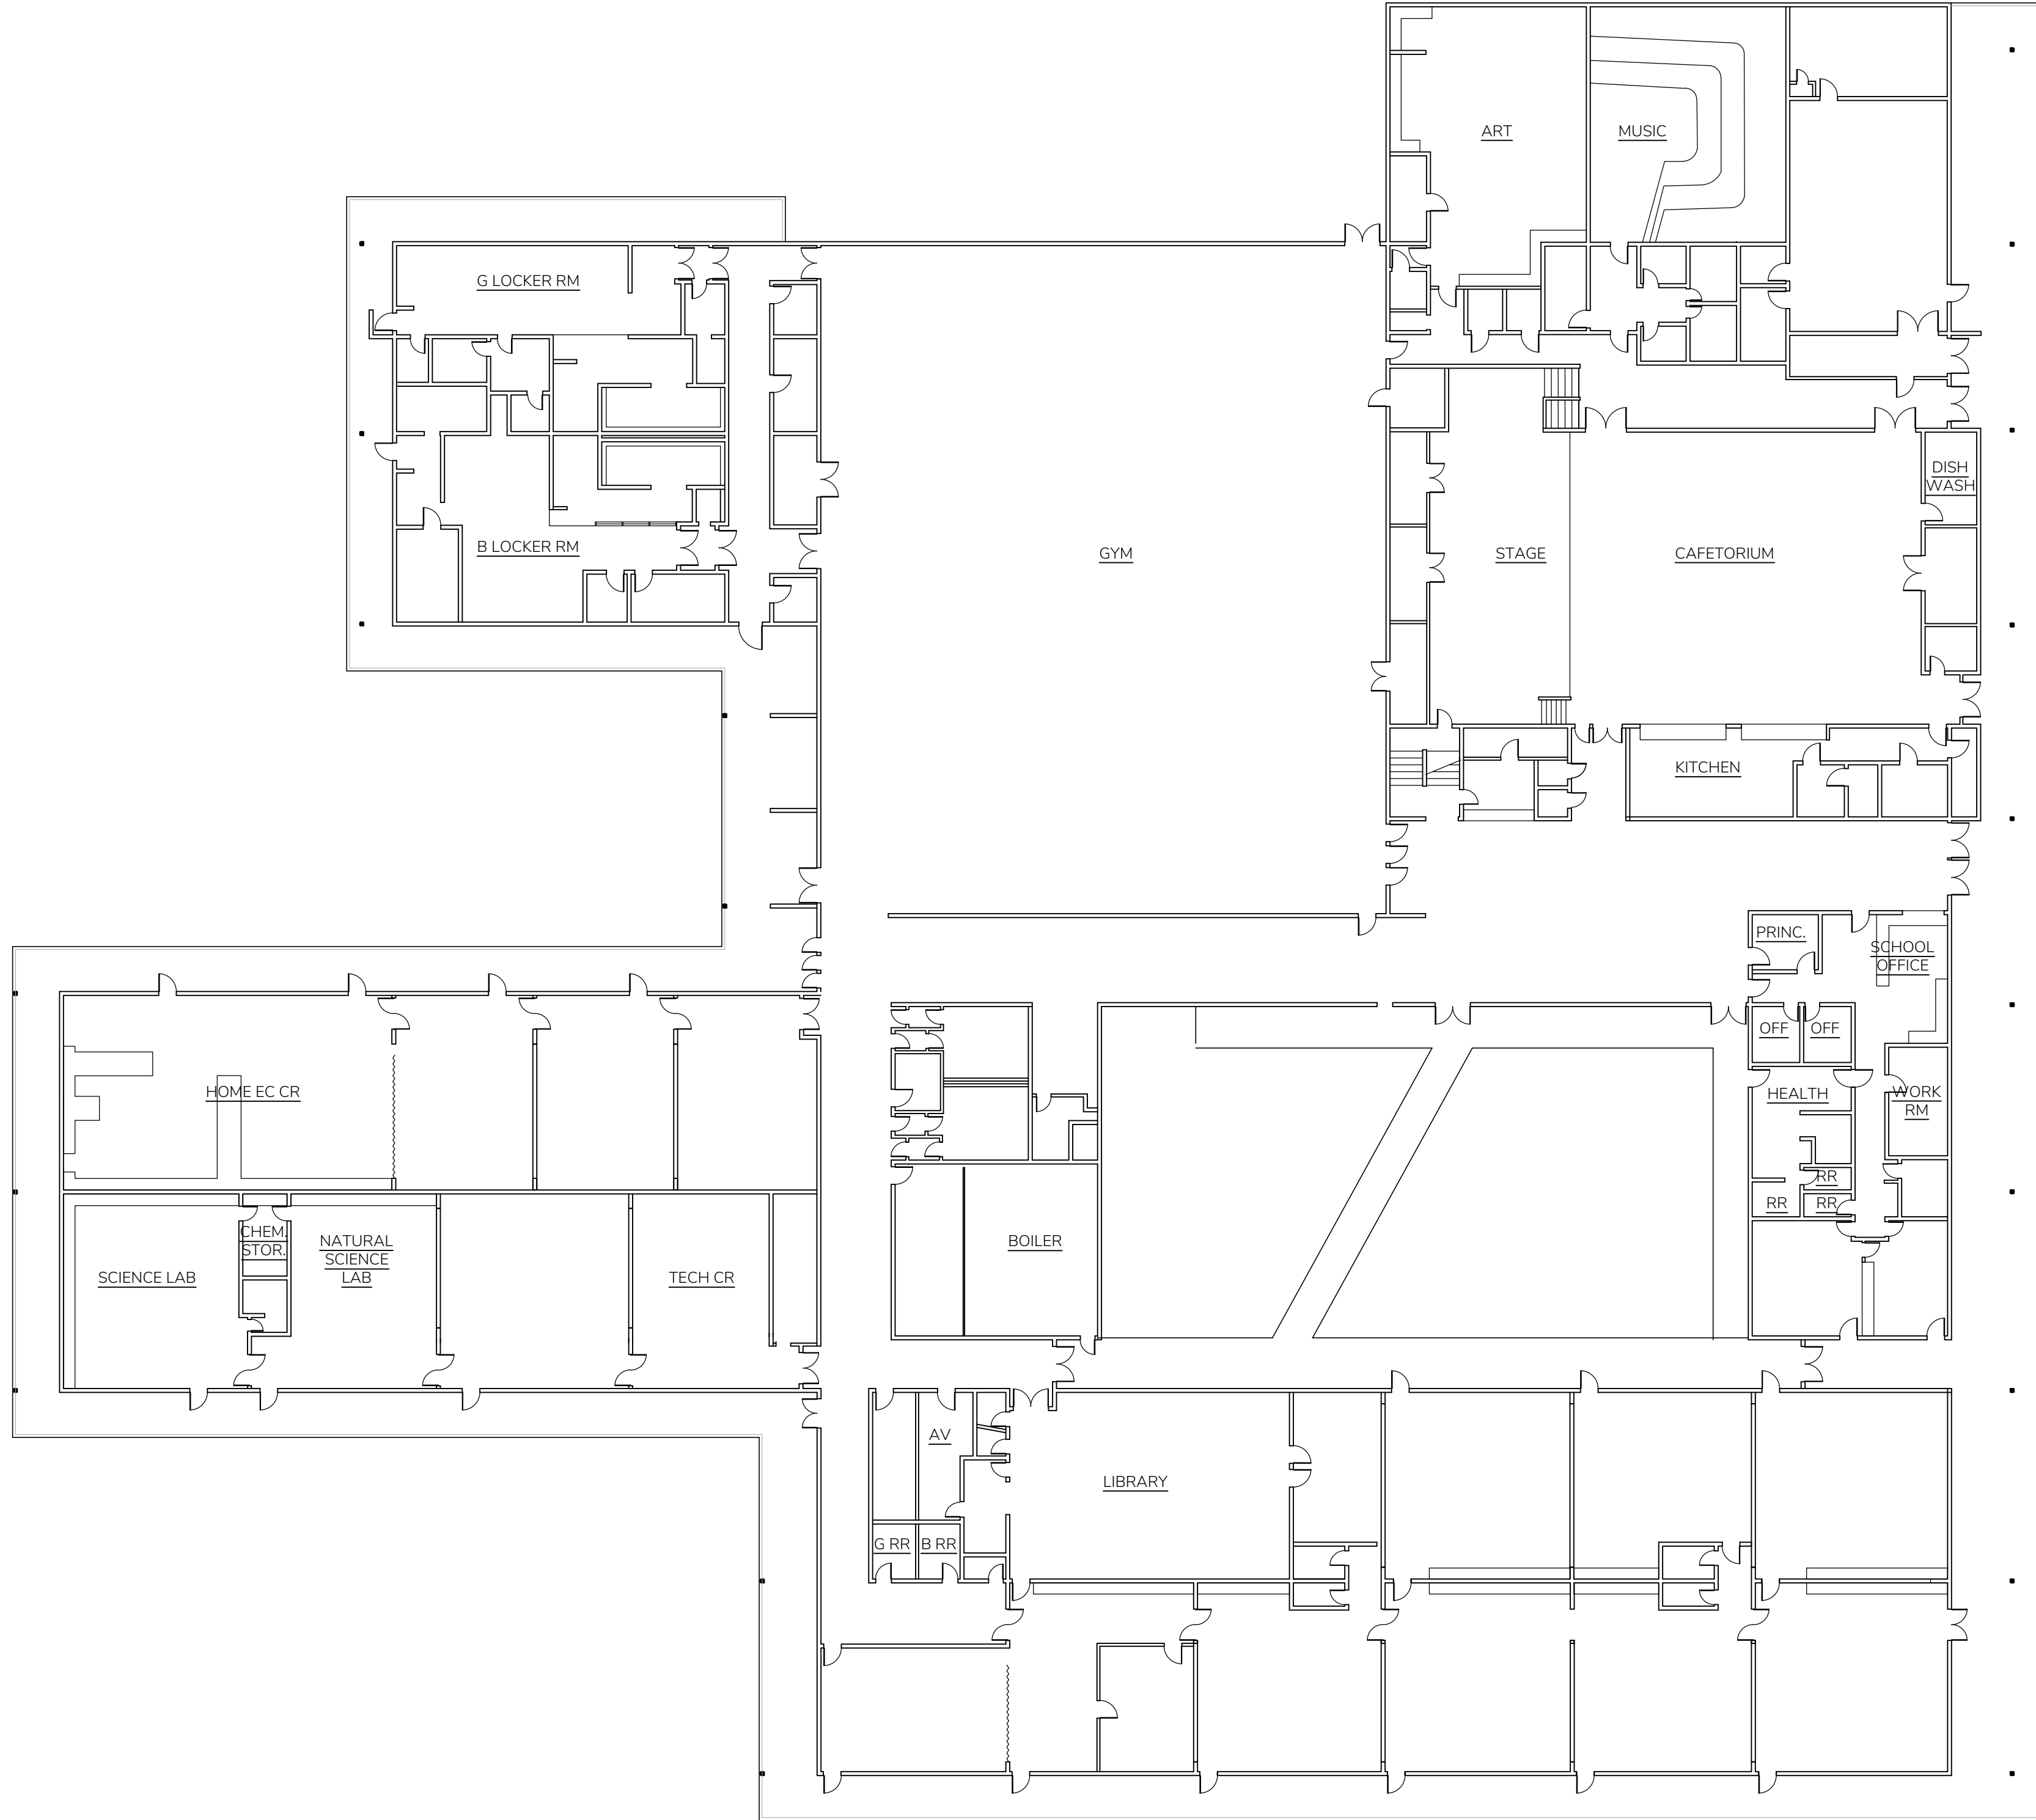 ART
MUSIC
G LOCKER RM
DISH
WASH
B LOCKER RM
GYM
STAGE
CAFETORIUM
KITCHEN
PRINC.
SCHOOL
OFFICE
OFF
OFF
HOME EC CR
HEALTH
WORK
RM
RR
RR
RR
CHEM.
STOR.
NATURAL
SCIENCE
LAB
BOILER
SCIENCE LAB
TECH CR
AV
LIBRARY
G RR
B RR